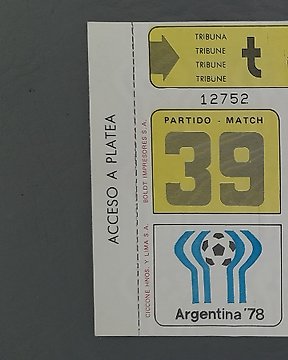 TRIBUNA
TRIBUNE
TRIBUNE
TRIBUNE
t
12752
PARTIDO - MATCH
39
Argentina '78
ACCESO A PLATEA
BOLDT IMPRESORES S.A.
CICCONE HNOS. Y LIMA S.A.